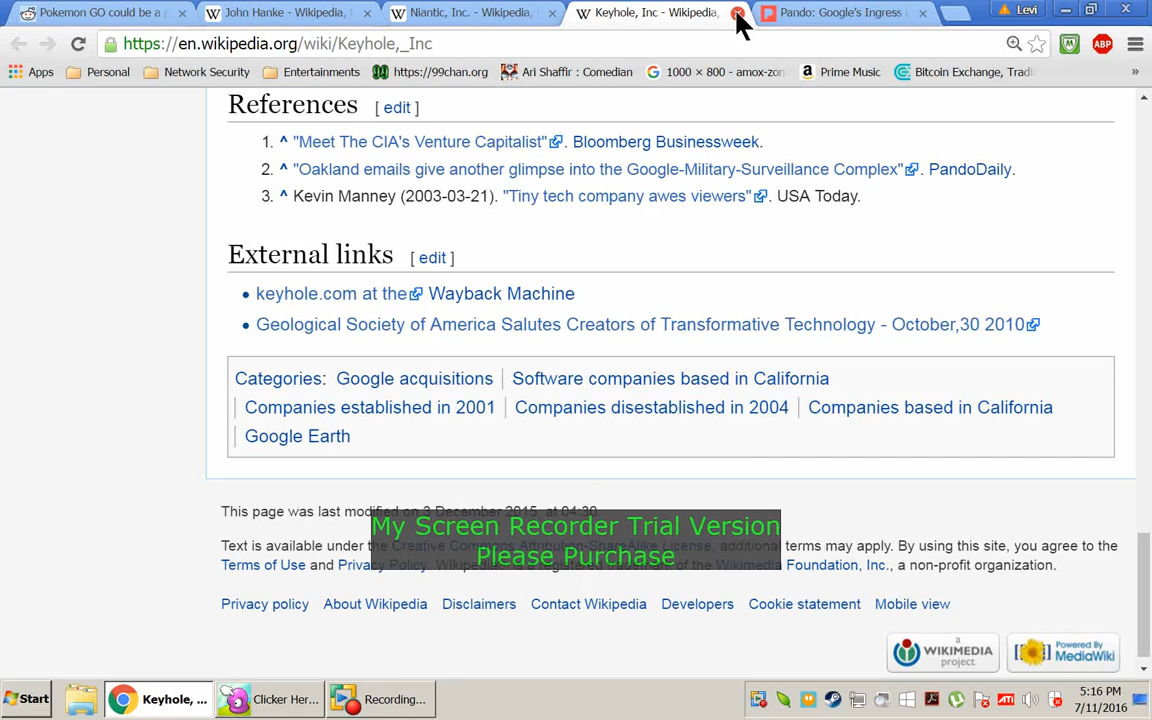 Pokemon GO could be a
John Hanke - Wikipedia,
Niantic, Inc. - Wikipedia,
Keyhole, Inc - Wikipedia,
Pando: Google's Ingress
Levi
https://en.wikipedia.org/wiki/Keyhole,_Inc
ABP
Apps Personal Network Security Entertainments https://99chan.org Ari Shaffir : Comedian 1000 × 800 - amox-zon Prime Music Bitcoin Exchange, Tradi »
References [ edit ]
1. ^ "Meet The CIA's Venture Capitalist". Bloomberg Businessweek.
2. ^ "Oakland emails give another glimpse into the Google-Military-Surveillance Complex". PandoDaily.
3. ^ Kevin Manney (2003-03-21). "Tiny tech company awes viewers". USA Today.
External links [ edit ]
• keyhole.com at the Wayback Machine
• Geological Society of America Salutes Creators of Transformative Technology - October,30 2010
Categories: Google acquisitions | Software companies based in California
| Companies established in 2001 | Companies disestablished in 2004 | Companies based in California
| Google Earth
This page was last modified on 3 December 2015, at 04:30.
My Screen Recorder Trial Version
Please Purchase
Text is available under the Creative Commons Attribution-ShareAlike License; additional terms may apply. By using this site, you agree to the
Terms of Use and Privacy Policy. Wikipedia® is a registered trademark of the Wikimedia Foundation, Inc., a non-profit organization.
Privacy policy About Wikipedia Disclaimers Contact Wikipedia Developers Cookie statement Mobile view
a
WIKIMEDIA
project
Powered By
MediaWiki
Start
Keyhole, ...
Clicker Her...
Recording...
ATI
5:16 PM
7/11/2016